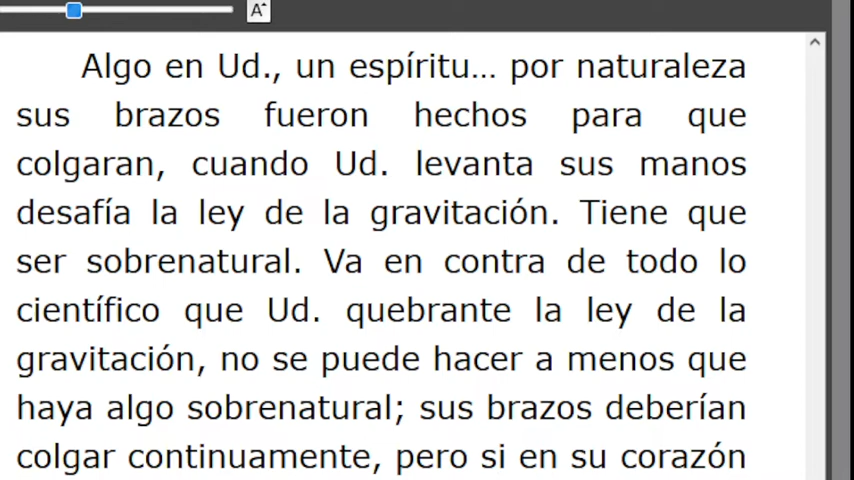 A
Algo en Ud., un espíritu... por naturaleza
sus brazos fueron hechos para que
colgaran, cuando Ud. levanta sus manos
desafía la ley de la gravitación. Tiene que
ser sobrenatural. Va en contra de todo lo
científico que Ud. quebrante la ley de la
gravitación, no se puede hacer a menos que
haya algo sobrenatural; sus brazos deberían
colgar continuamente, pero si en su corazón